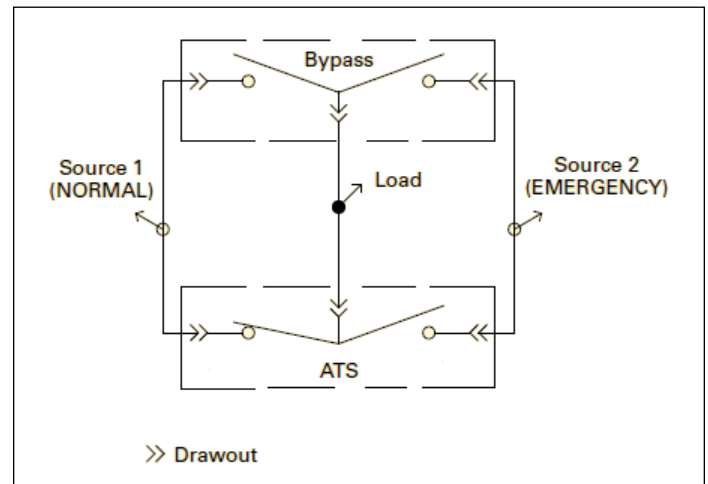 Bypass
Source 1
(NORMAL)
Load
Source 2
(EMERGENCY)
ATS
Drawout